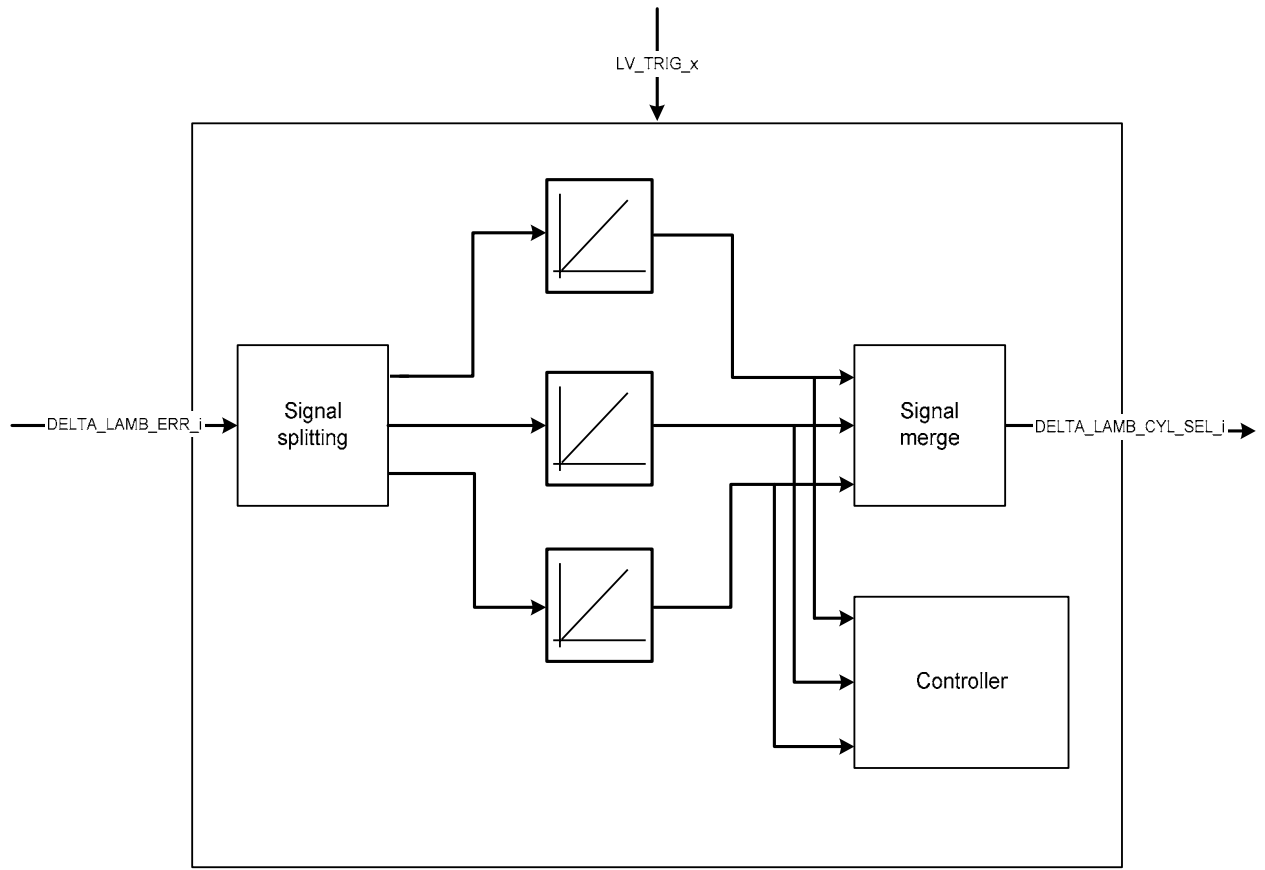 LV_TRIG_x
DELTA_LAMB_ERR_i
Signal
splitting
Signal
merge
DELTA_LAMB_CYL_SEL_i
Controller